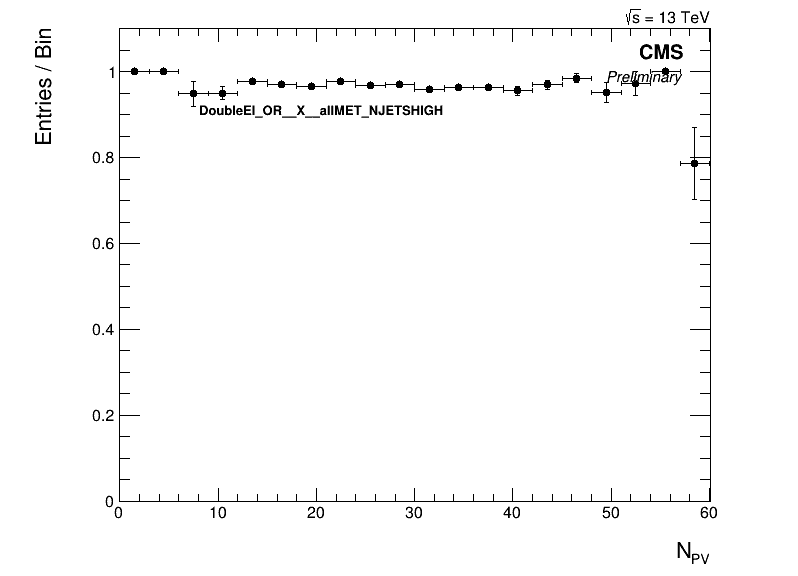 √s = 13 TeV
CMS
Preliminary
Entries / Bin
DoubleEl_OR__X__allMET_NJETSHIGH
1
0.8
0.6
0.4
0.2
0
0 10 20 30 40 50 60
N_PV